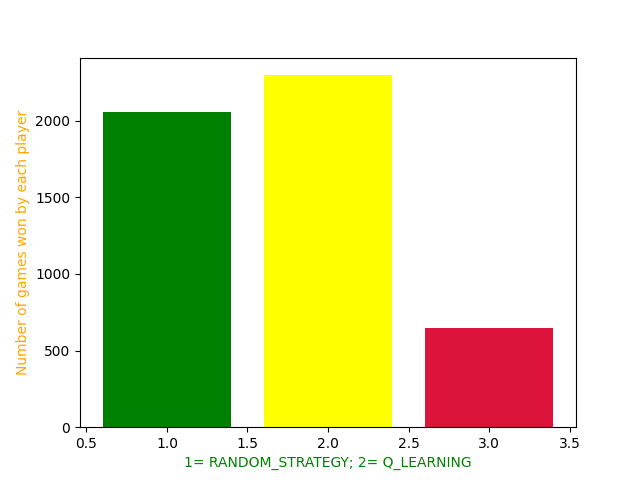 Number of games won by each player
2000
1500
1000
500
0
0.5 1.0 1.5 2.0 2.5 3.0 3.5
1= RANDOM_STRATEGY; 2= Q_LEARNING